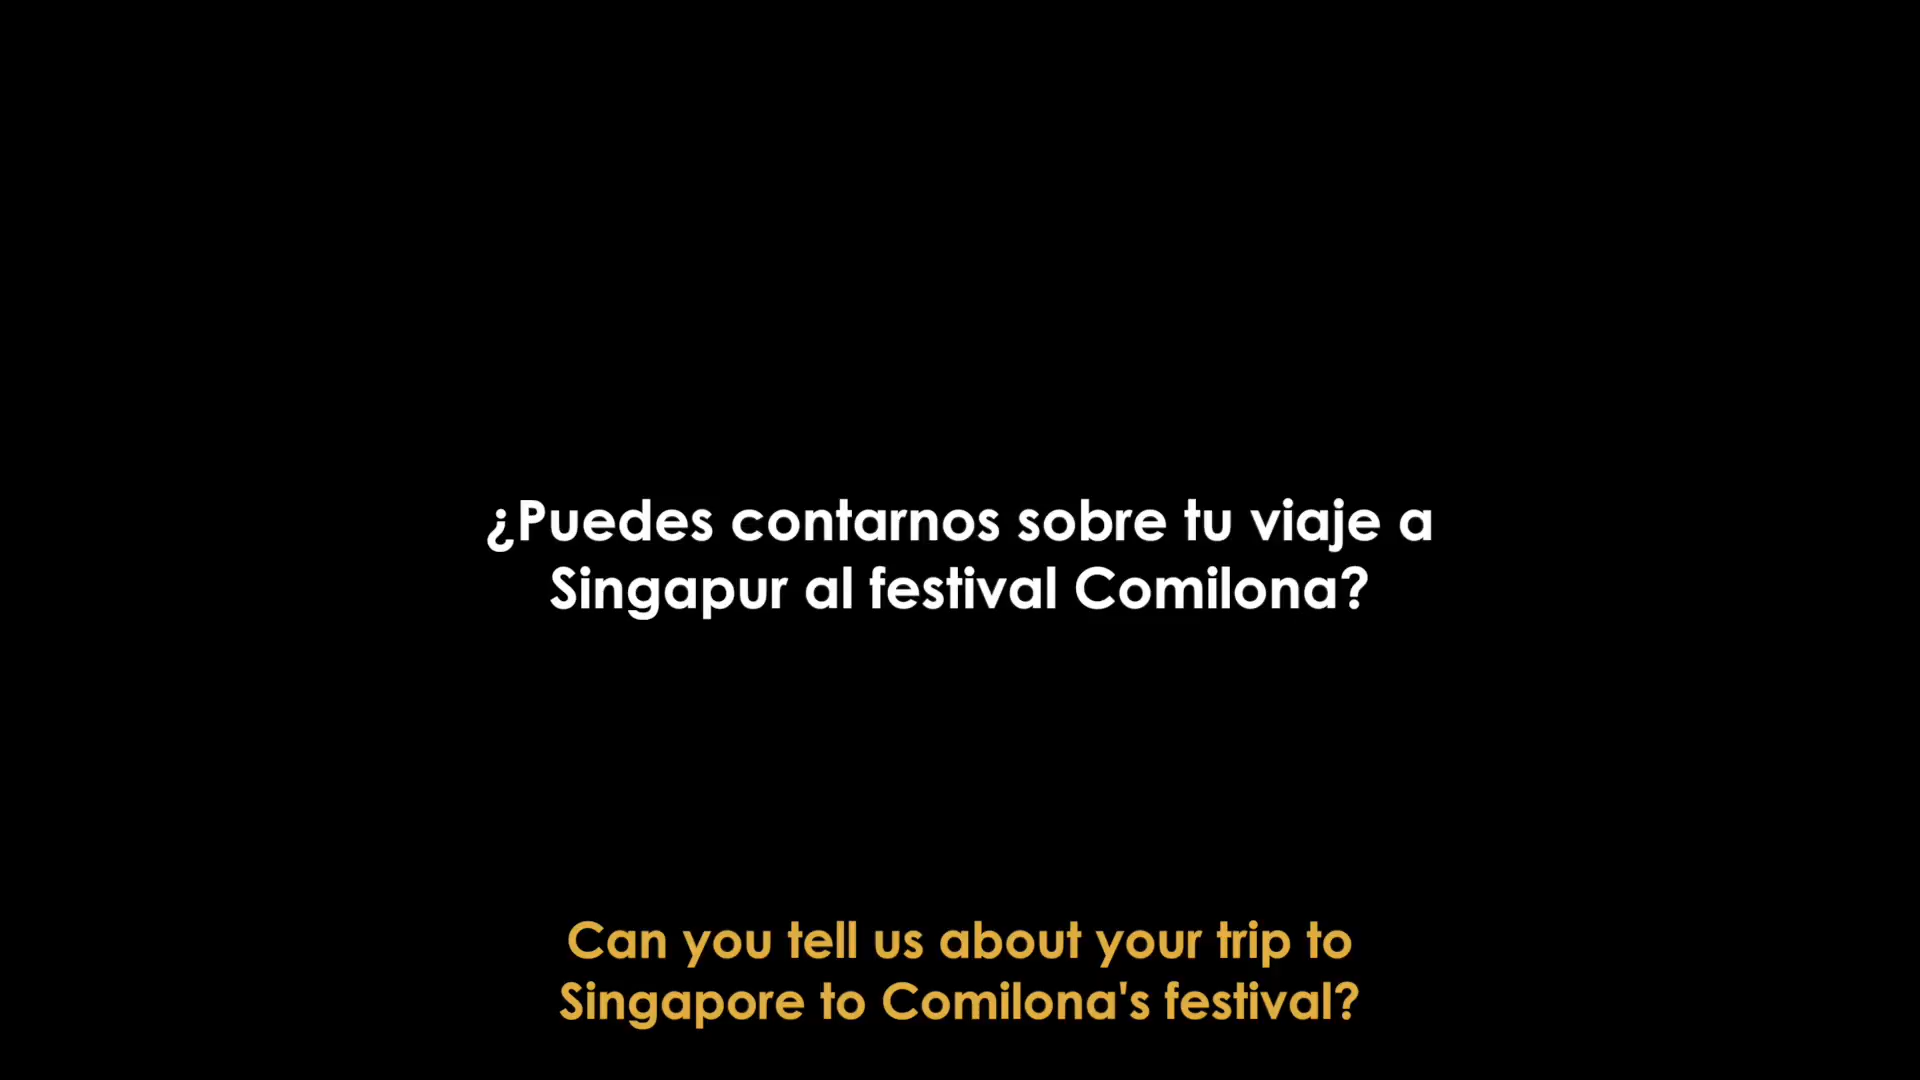 ¿Puedes contarnos sobre tu viaje a
Singapur al festival Comilona?
Can you tell us about your trip to
Singapore to Comilona's festival?